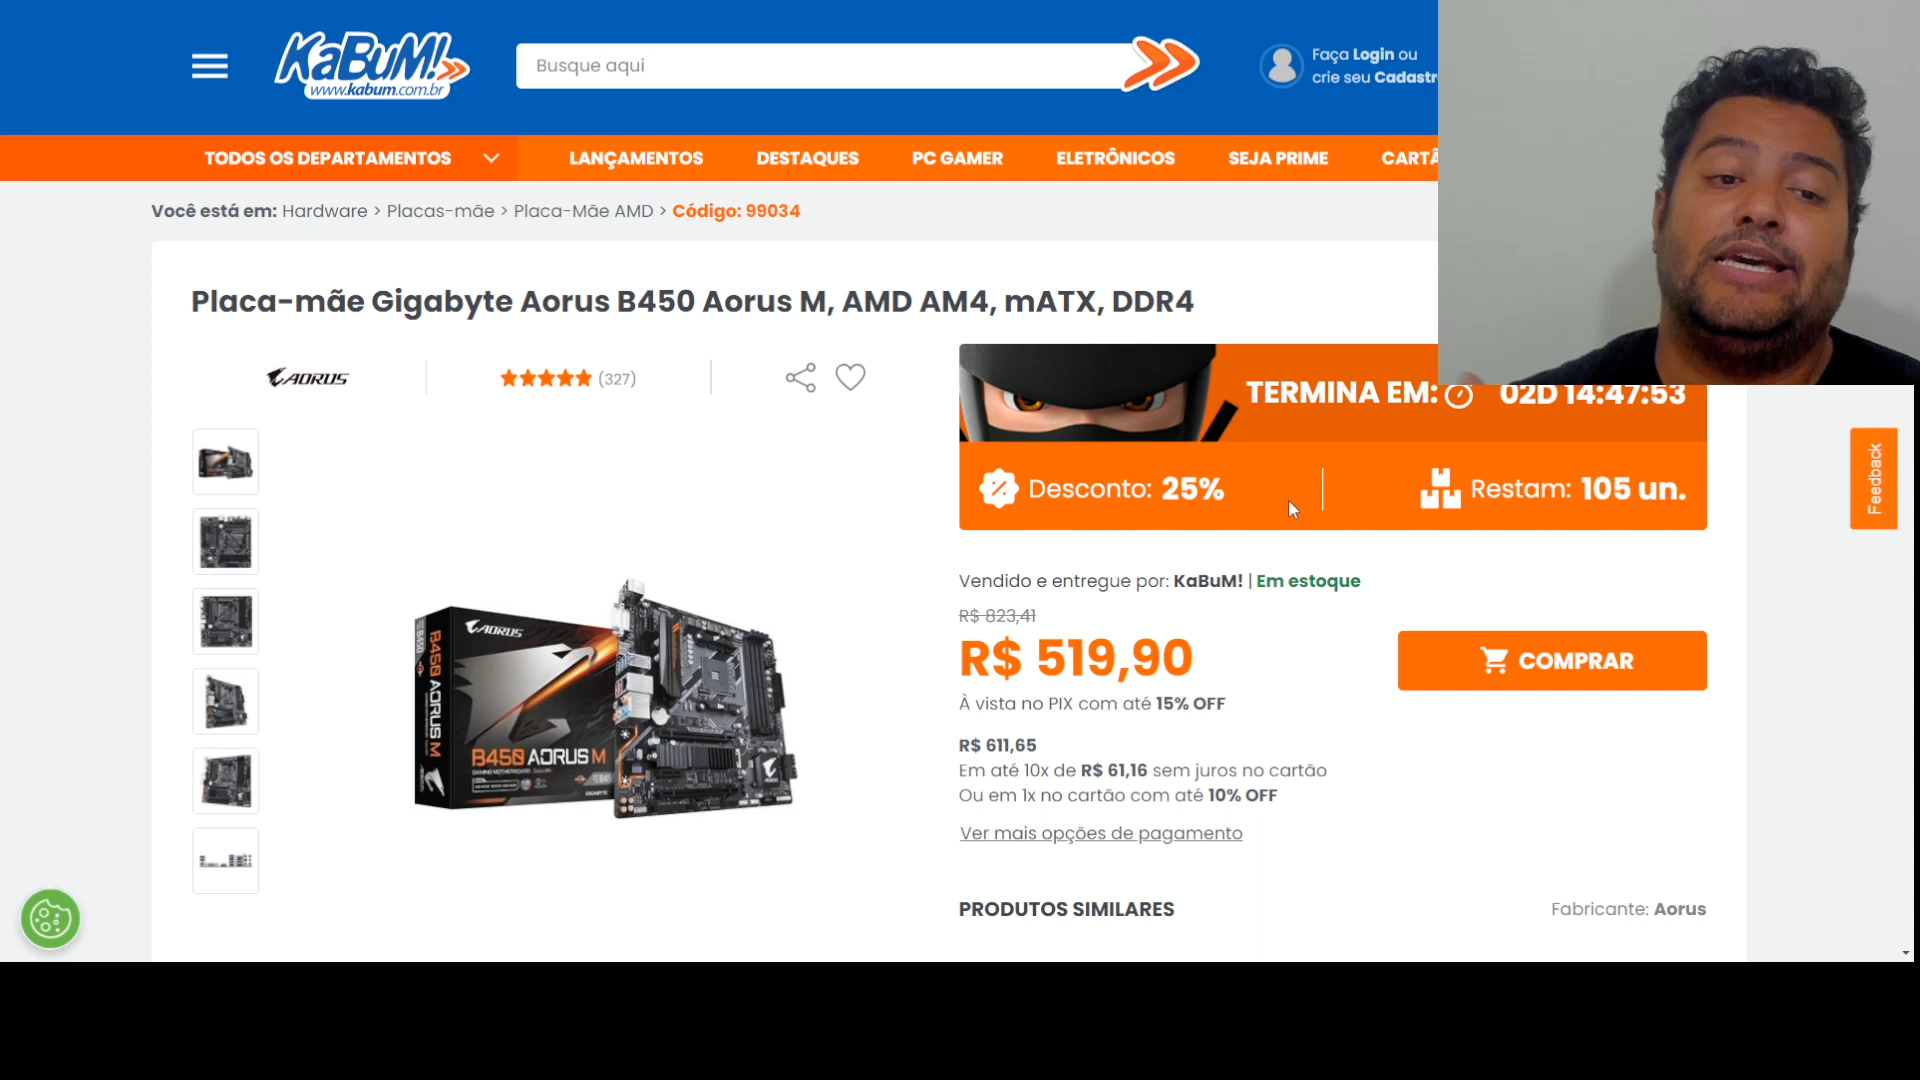 KaBuM!
www.kabum.com.br
Busque aqui
Faça Login ou
crie seu Cadastr
TODOS OS DEPARTAMENTOS
LANÇAMENTOS
DESTAQUES
PC GAMER
ELETRÔNICOS
SEJA PRIME
CARTÃ
Você está em: Hardware > Placas-mãe > Placa-Mãe AMD > Código: 99034
Placa-mãe Gigabyte Aorus B450 Aorus M, AMD AM4, mATX, DDR4
AORUS
(327)
TERMINA EM: 02D 14:47:53
Desconto: 25%
Restam: 105 un.
Feedback
AORUS
B450 AORUS M
B450 AORUS M
Vendido e entregue por: KaBuM! | Em estoque
R$ 823,41
R$ 519,90
COMPRAR
À vista no PIX com até 15% OFF
R$ 611,65
Em até 10x de R$ 61,16 sem juros no cartão
Ou em 1x no cartão com até 10% OFF
Ver mais opções de pagamento
PRODUTOS SIMILARES
Fabricante: Aorus